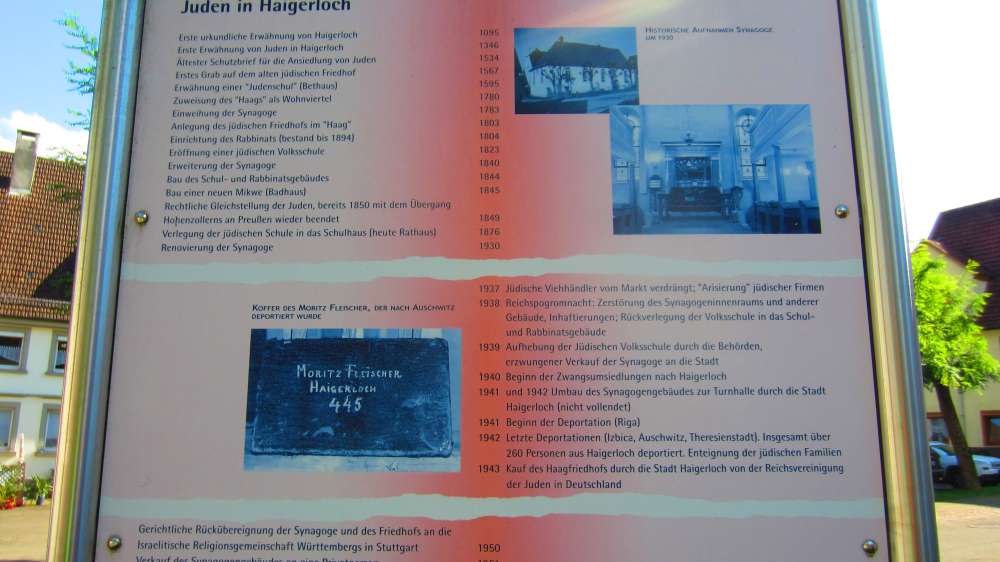 Juden in Haigerloch
Erste urkundliche Erwähnung von Haigerloch 1095
Erste Erwähnung von Juden in Haigerloch 1346
Ältester Schutzbrief für die Ansiedlung von Juden 1534
Erstes Grab auf dem alten jüdischen Friedhof 1567
Erwähnung einer "Judenschul" (Bethaus) 1595
Zuweisung des "Haags" als Wohnviertel 1780
Einweihung der Synagoge 1783
Anlegung des jüdischen Friedhofs im "Haag" 1803
Einrichtung des Rabbinats (bestand bis 1894) 1804
Eröffnung einer jüdischen Volksschule 1823
Erweiterung der Synagoge 1840
Bau des Schul- und Rabbinatsgebäudes 1844
Bau einer neuen Mikwe (Badhaus) 1845
Rechtliche Gleichstellung der Juden, bereits 1850 mit dem Übergang
Hohenzollerns an Preußen wieder beendet 1849
Verlegung der jüdischen Schule in das Schulhaus (heute Rathaus) 1876
Renovierung der Synagoge 1930
Historische Aufnahmen Synagoge
um 1930
Koffer des Moritz Fleischer, der nach Auschwitz
deportiert wurde
Moritz Fleischer
Haigerloch
445
1937 Jüdische Viehhändler vom Markt verdrängt; "Arisierung" jüdischer Firmen
1938 Reichspogromnacht: Zerstörung des Synagogeninnenraums und anderer
Gebäude, Inhaftierungen; Rückverlegung der Volksschule in das Schul-
und Rabbinatsgebäude
1939 Aufhebung der Jüdischen Volksschule durch die Behörden,
erzwungener Verkauf der Synagoge an die Stadt
1940 Beginn der Zwangsumsiedlungen nach Haigerloch
1941 und 1942 Umbau des Synagogengebäudes zur Turnhalle durch die Stadt
Haigerloch (nicht vollendet)
1941 Beginn der Deportation (Riga)
1942 Letzte Deportationen (Izbica, Auschwitz, Theresienstadt). Insgesamt über
260 Personen aus Haigerloch deportiert. Enteignung der jüdischen Familien
1943 Kauf des Haagfriedhofs durch die Stadt Haigerloch von der Reichsvereinigung
der Juden in Deutschland
Gerichtliche Rückübereignung der Synagoge und des Friedhofs an die
Israelitische Religionsgemeinschaft Württembergs in Stuttgart 1950
Verkauf des Synagogengebäudes an eine Privatperson